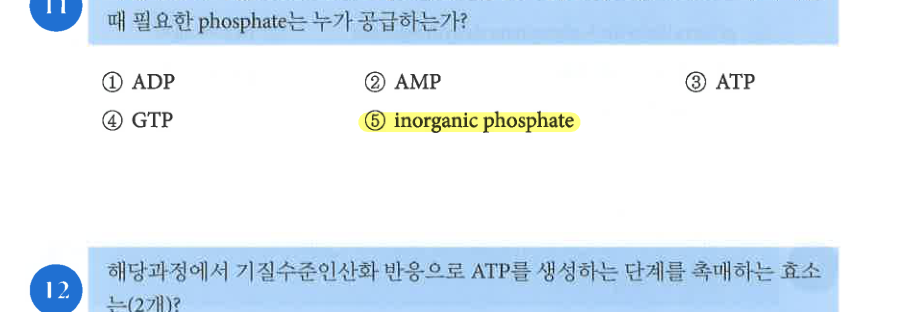 11
때 필요한 phosphate는 누가 공급하는가?
① ADP ② AMP ③ ATP
④ GTP ⑤ inorganic phosphate
12
해당과정에서 기질수준인산화 반응으로 ATP를 생성하는 단계를 촉매하는 효소
는(2개)?